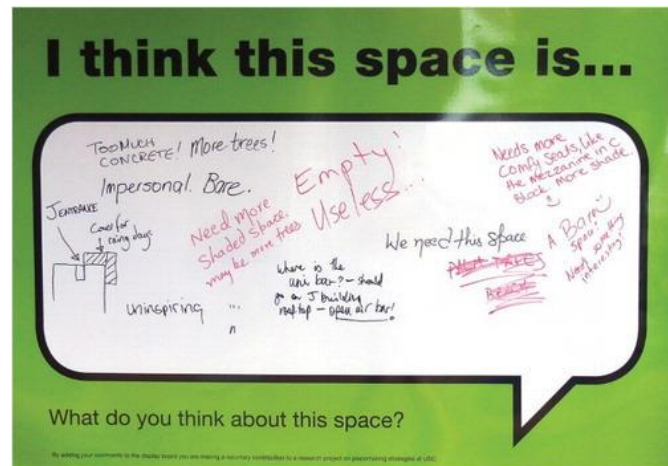 I think this space is...
TOO MUCH
CONCRETE! More trees!
Impersonal. Bare.
J ENTRANCE
Cover for
rainy days
Need more
Shaded space.
maybe more trees
Empty!
Useless...
Needs more
Comfy seats, like
the Mezzanine in C
Block. More shade.
We need this Space
PALM TREES
BEACH
A Barren
space.
Need something
interesting!
where is the
uni bar? - should
go on J building
rooftop - open air bar!
uninspiring ...
n
What do you think about this space?
By adding your comments to the display board you are making a voluntary contribution to a research project on placemaking strategies at USC